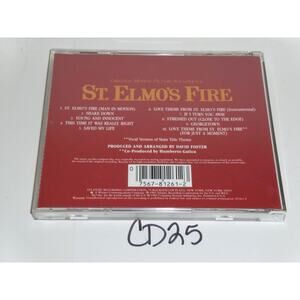 ORIGINAL MOTION PICTURE SOUNDTRACK
ST. ELMO'S FIRE
1. ST. ELMO'S FIRE (MAN IN MOTION)
2. SHAKE DOWN
3. YOUNG AND INNOCENT
4. THIS TIME IT WAS REALLY RIGHT
5. SAVED MY LIFE
6. LOVE THEME FROM ST. ELMO'S FIRE (Instrumental)
7. IF I TURN YOU AWAY
8. STRESSED OUT (CLOSE TO THE EDGE)
9. GEORGETOWN
10. LOVE THEME FROM ST. ELMO'S FIRE**
(FOR JUST A MOMENT)
**Vocal Version of Main Title Theme
PRODUCED AND ARRANGED BY DAVID FOSTER
**Co-Produced by Humberto Gatica
0
7567-81261-2
CD25